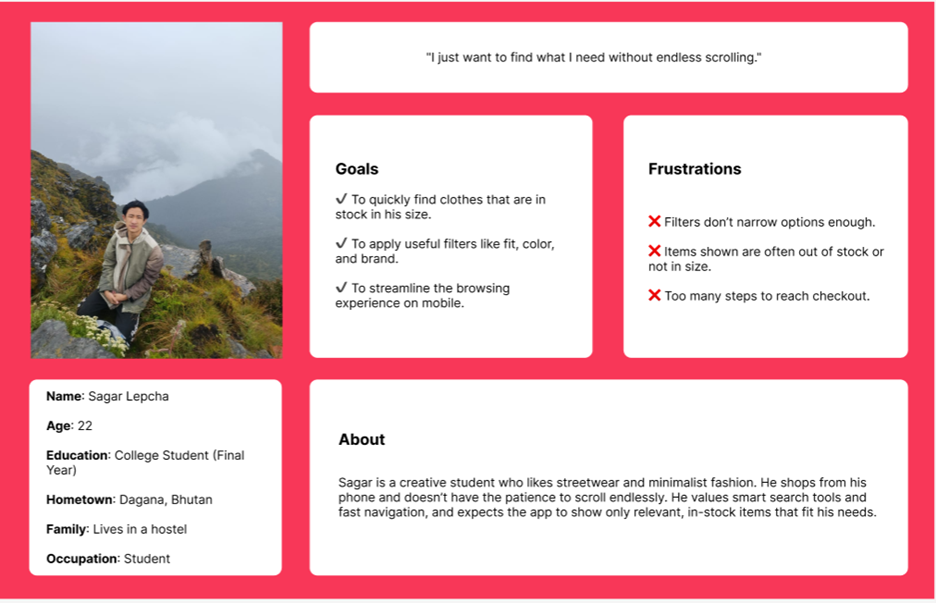 "I just want to find what I need without endless scrolling."
Goals
✓ To quickly find clothes that are in
stock in his size.
✓ To apply useful filters like fit, color,
and brand.
✓ To streamline the browsing
experience on mobile.
Frustrations
❌ Filters don’t narrow options enough.
❌ Items shown are often out of stock or
not in size.
❌ Too many steps to reach checkout.
Name: Sagar Lepcha
Age: 22
Education: College Student (Final
Year)
Hometown: Dagana, Bhutan
Family: Lives in a hostel
Occupation: Student
About
Sagar is a creative student who likes streetwear and minimalist fashion. He shops from his
phone and doesn’t have the patience to scroll endlessly. He values smart search tools and
fast navigation, and expects the app to show only relevant, in-stock items that fit his needs.